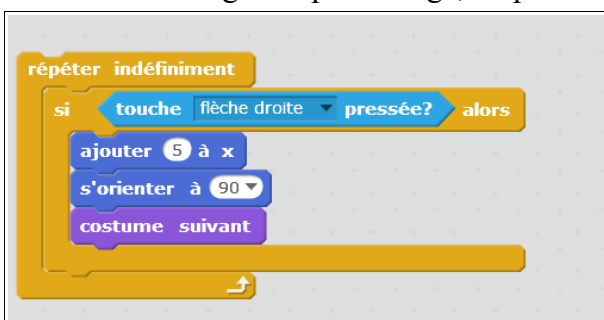 répéter indéfiniment
si touche flèche droite pressée? alors
ajouter 5 à x
s'orienter à 90
costume suivant